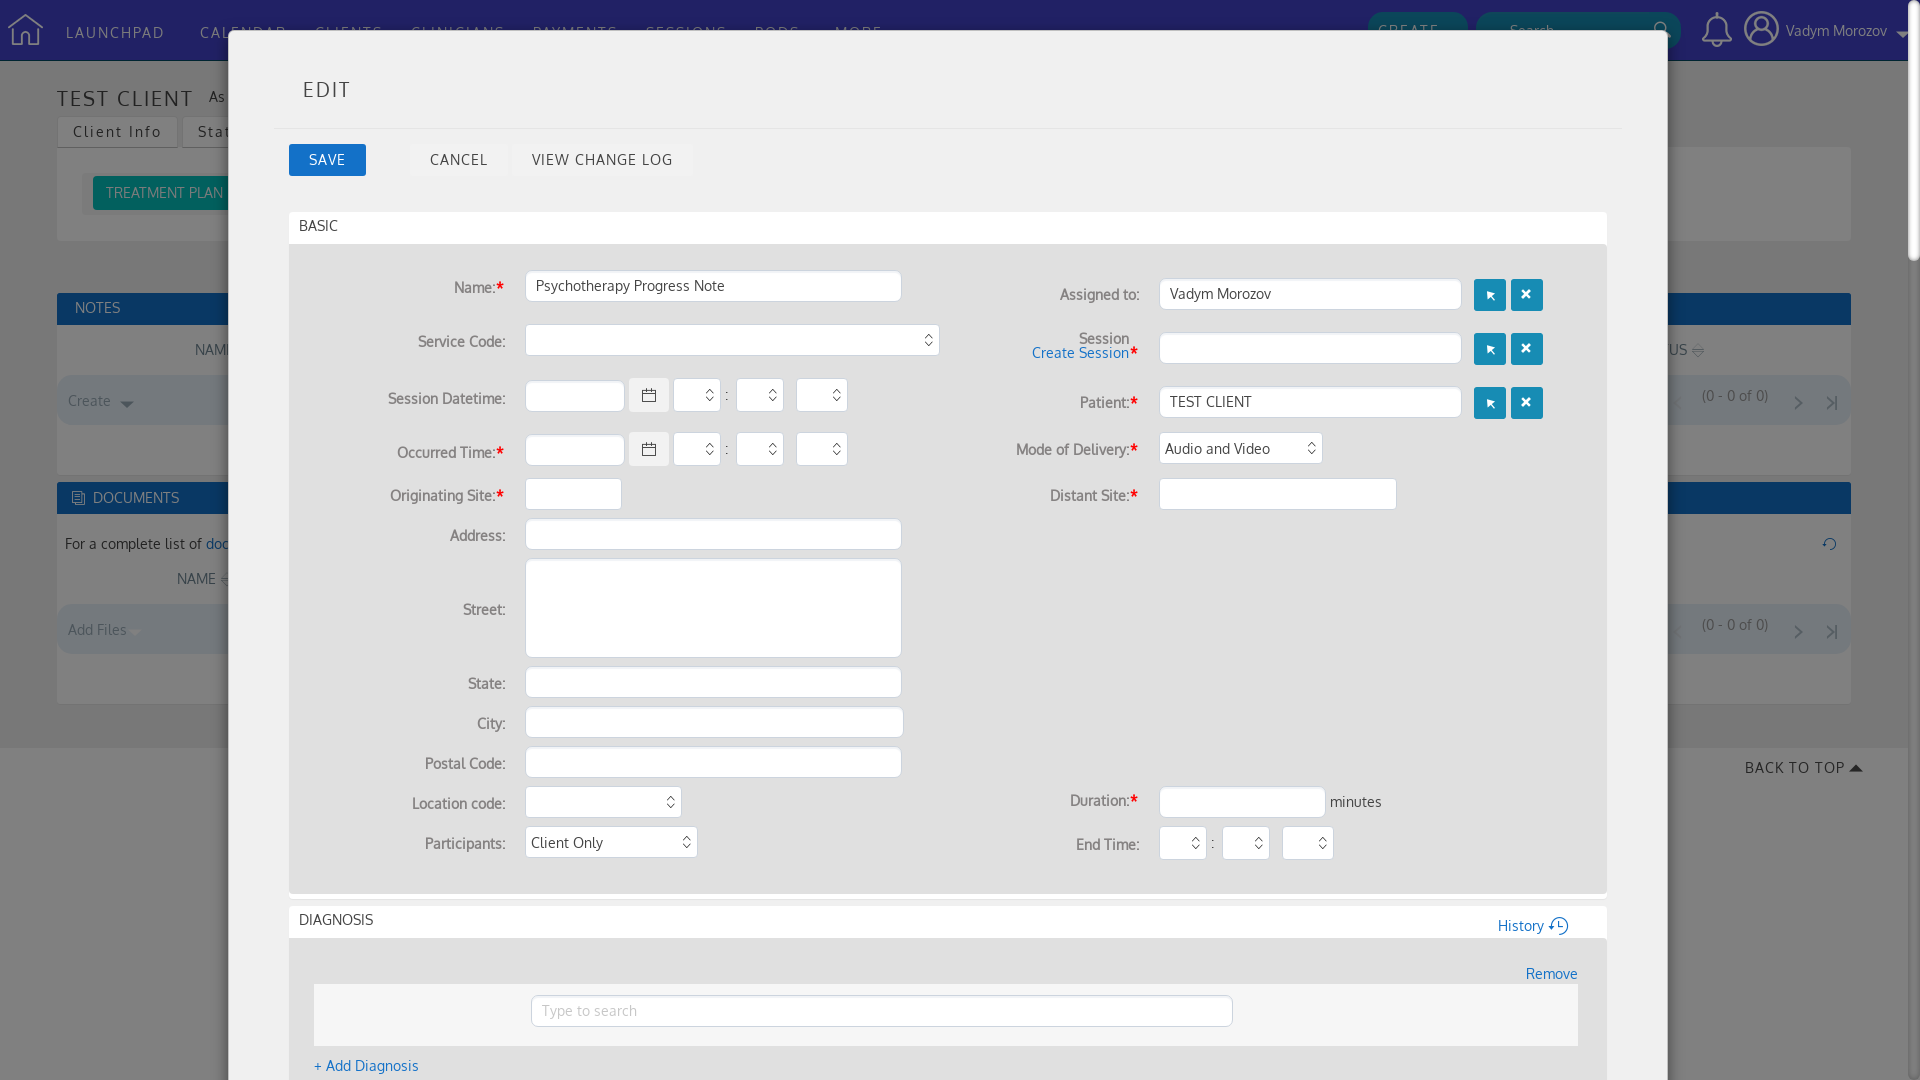 LAUNCHPAD CALENDAR CLIENTS CLINICIANS PAYMENTS SESSIONS PODS MORE CREATE Search Vadym Morozov
EDIT
TEST CLIENT As
Client Info Stat
SAVE CANCEL VIEW CHANGE LOG
TREATMENT PLAN
BASIC
Name:* Psychotherapy Progress Note
Assigned to: Vadym Morozov
NOTES
Service Code:
Session
Create Session*
NAM
US
Session Datetime: :
Patient:* TEST CLIENT
Create
(0 - 0 of 0)
Occurred Time:* :
Mode of Delivery:* Audio and Video
Originating Site:*
Distant Site:*
DOCUMENTS
Address:
For a complete list of doc
NAME
Street:
Add Files
(0 - 0 of 0)
State:
City:
Postal Code:
BACK TO TOP
Location code:
Duration:* minutes
Participants: Client Only
End Time: :
DIAGNOSIS
History
Remove
Type to search
+ Add Diagnosis